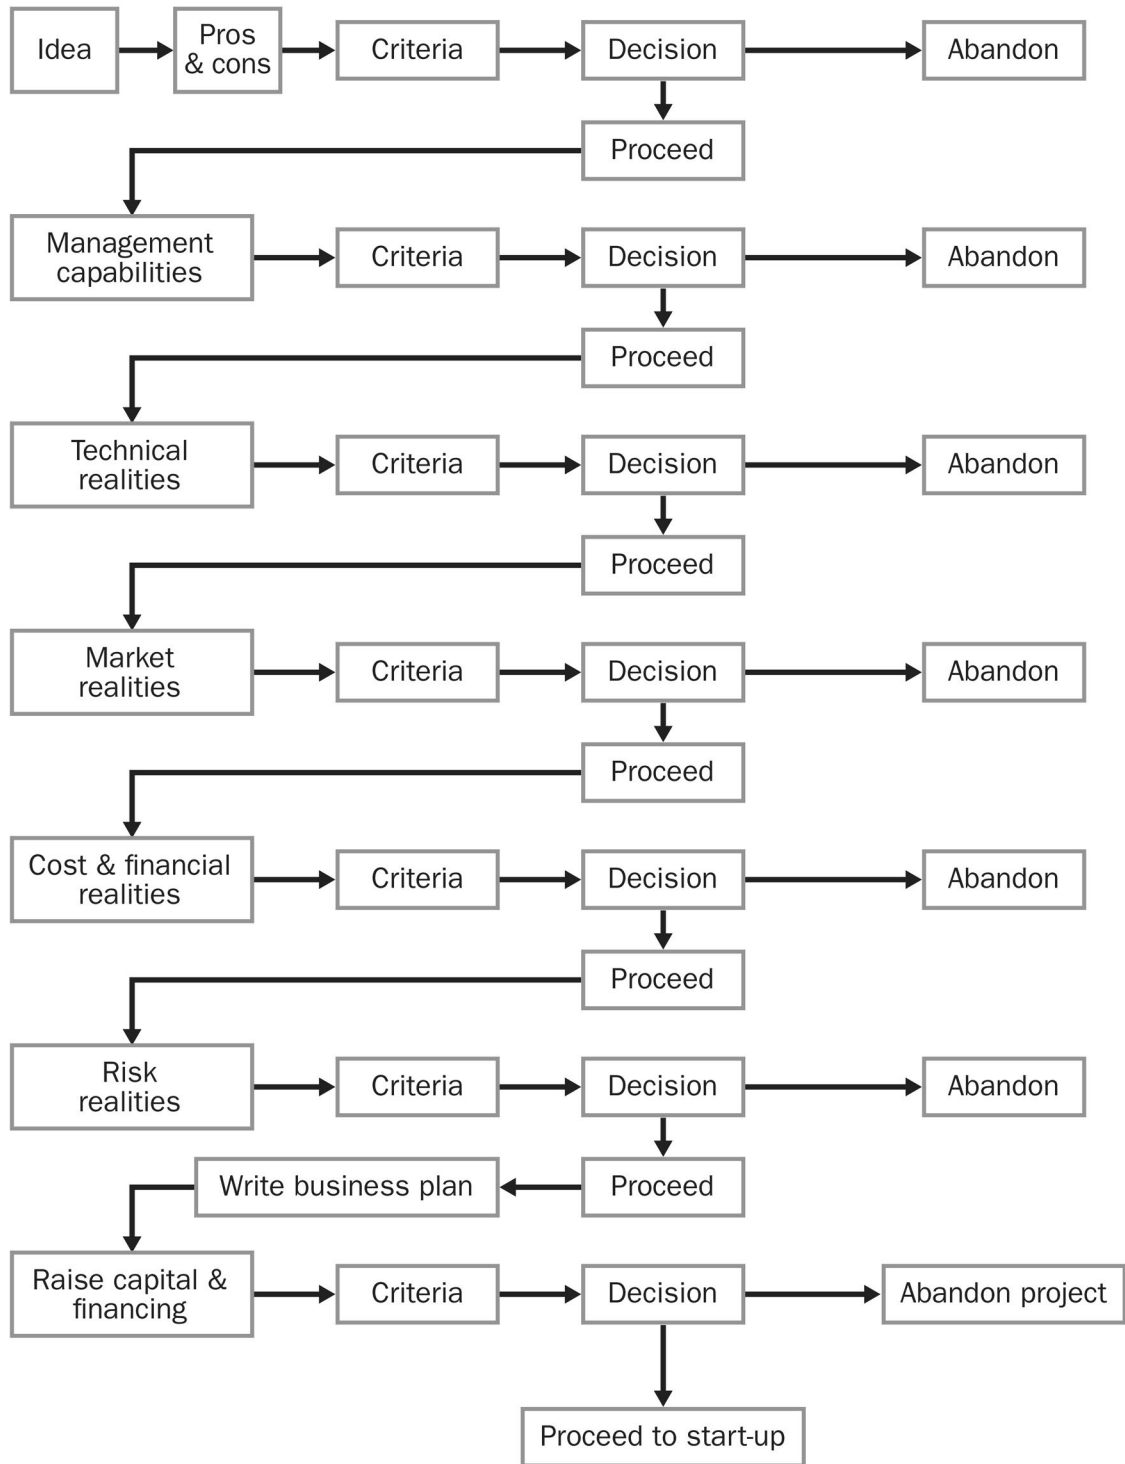 Idea
Pros
& cons
Criteria
Decision
Abandon
Proceed
Management
capabilities
Criteria
Decision
Abandon
Proceed
Technical
realities
Criteria
Decision
Abandon
Proceed
Market
realities
Criteria
Decision
Abandon
Proceed
Cost & financial
realities
Criteria
Decision
Abandon
Proceed
Risk
realities
Criteria
Decision
Abandon
Proceed
Write business plan
Raise capital &
financing
Criteria
Decision
Abandon project
Proceed to start-up